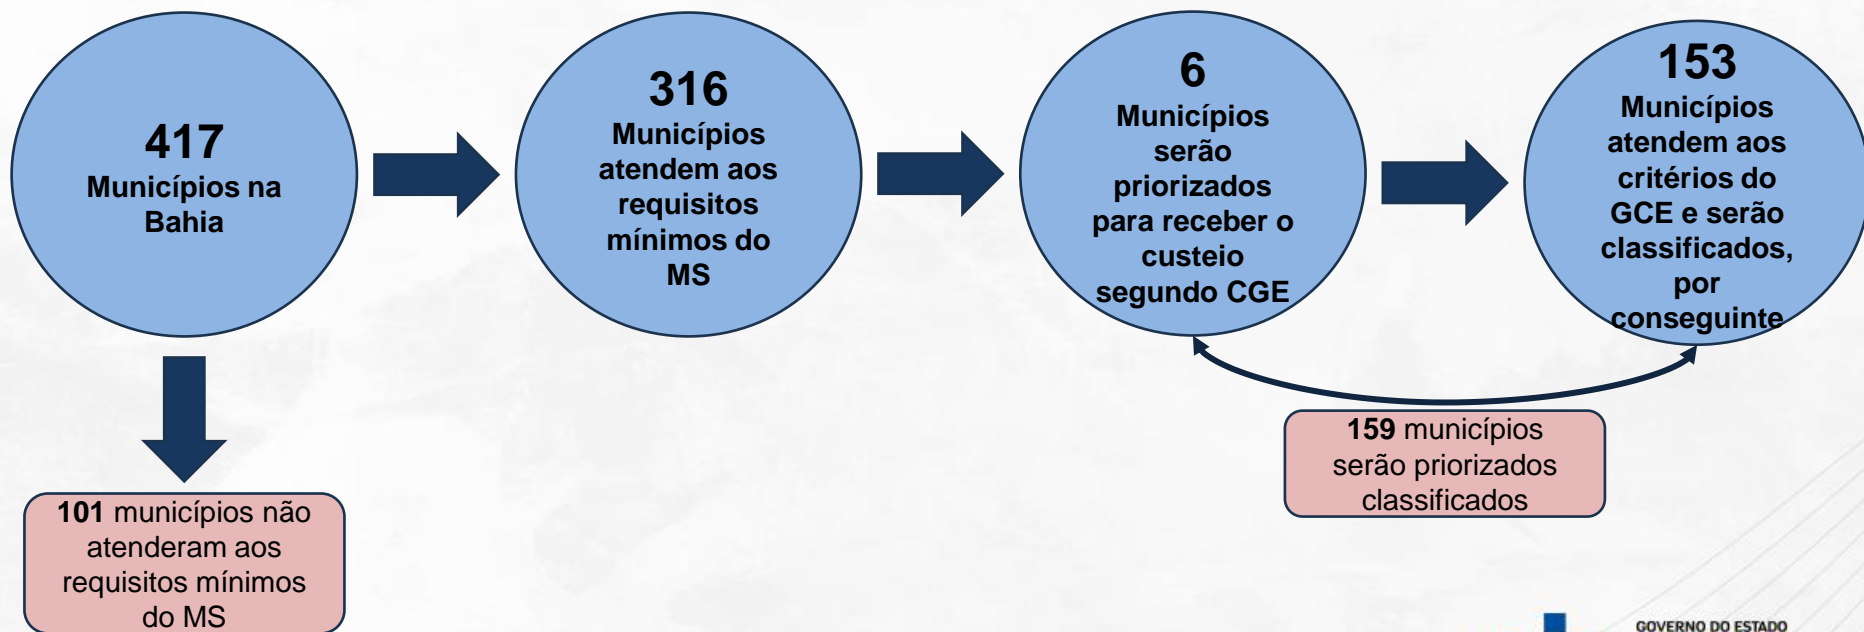 417
Municípios na
Bahia
316
Municípios
atendem aos
requisitos
mínimos do
MS
6
Municípios
serão
priorizados
para receber o
custeio
segundo CGE
153
Municípios
atendem aos
critérios do
GCE e serão
classificados,
por
conseguinte
159 municípios
serão priorizados
classificados
101 municípios não
atenderam aos
requisitos mínimos
do MS
GOVERNO DO ESTADO